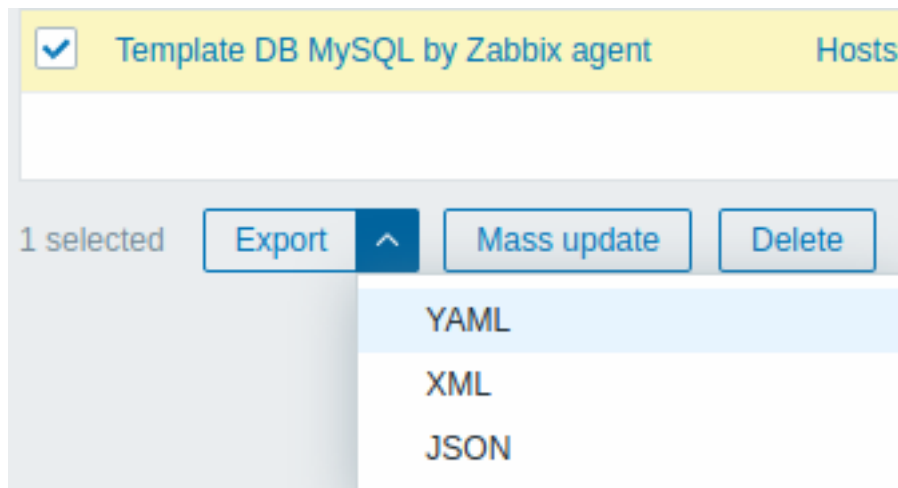 Template DB MySQL by Zabbix agent Hosts
1 selected Export Mass update Delete
YAML
XML
JSON